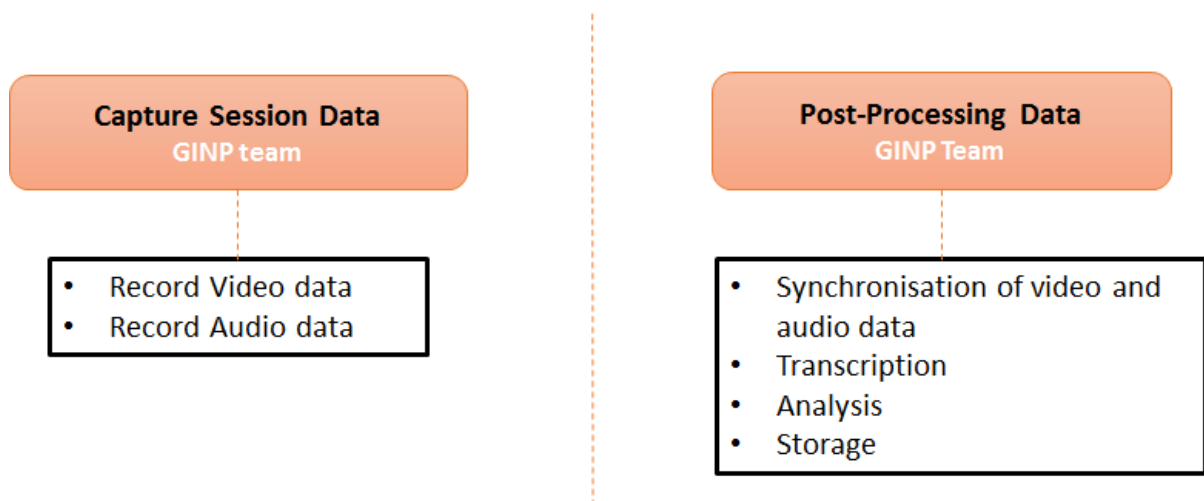 Capture Session Data
GINP team
• Record Video data
• Record Audio data
Post-Processing Data
GINP Team
• Synchronisation of video and
audio data
• Transcription
• Analysis
• Storage